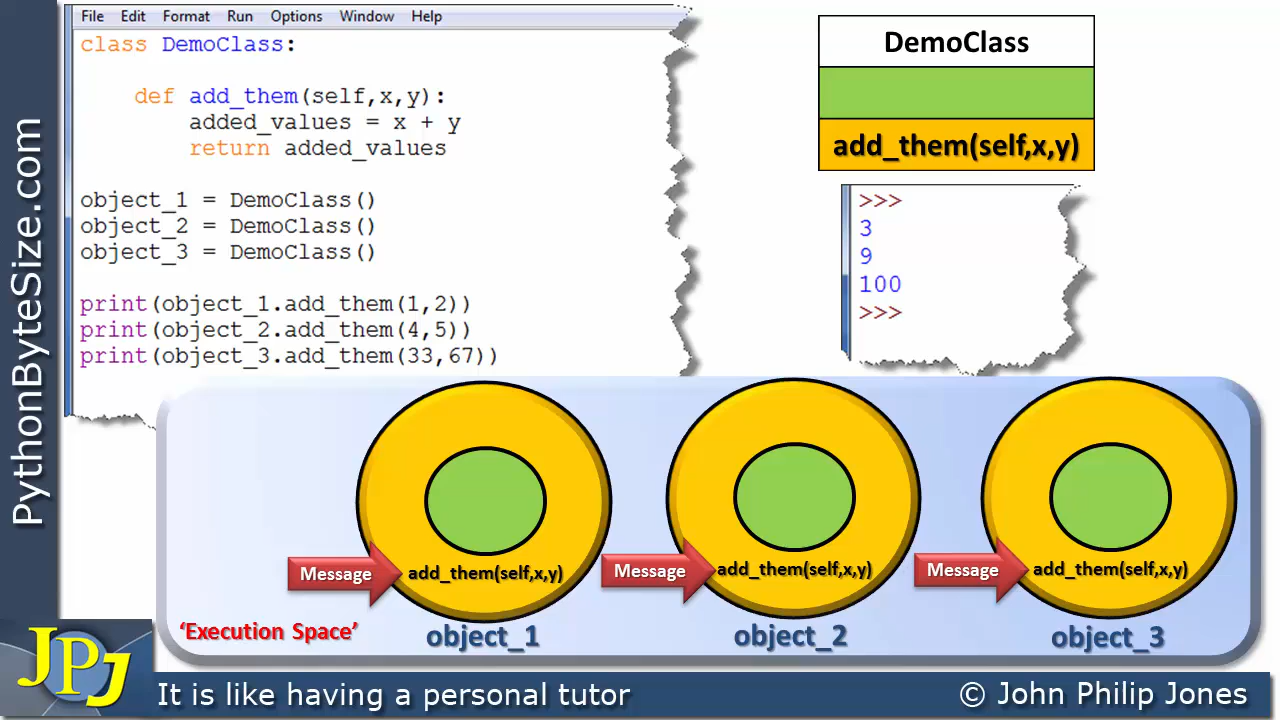 File Edit Format Run Options Window Help
class DemoClass:
def add_them(self,x,y):
added_values = x + y
return added_values
object_1 = DemoClass()
object_2 = DemoClass()
object_3 = DemoClass()
print(object_1.add_them(1,2))
print(object_2.add_them(4,5))
print(object_3.add_them(33,67))
DemoClass
add_them(self,x,y)
>>>
3
9
100
>>>
Message
add_them(self,x,y)
Message
add_them(self,x,y)
Message
add_them(self,x,y)
‘Execution Space’
object_1
object_2
object_3
PythonByteSize.com
JPJ
It is like having a personal tutor
© John Philip Jones